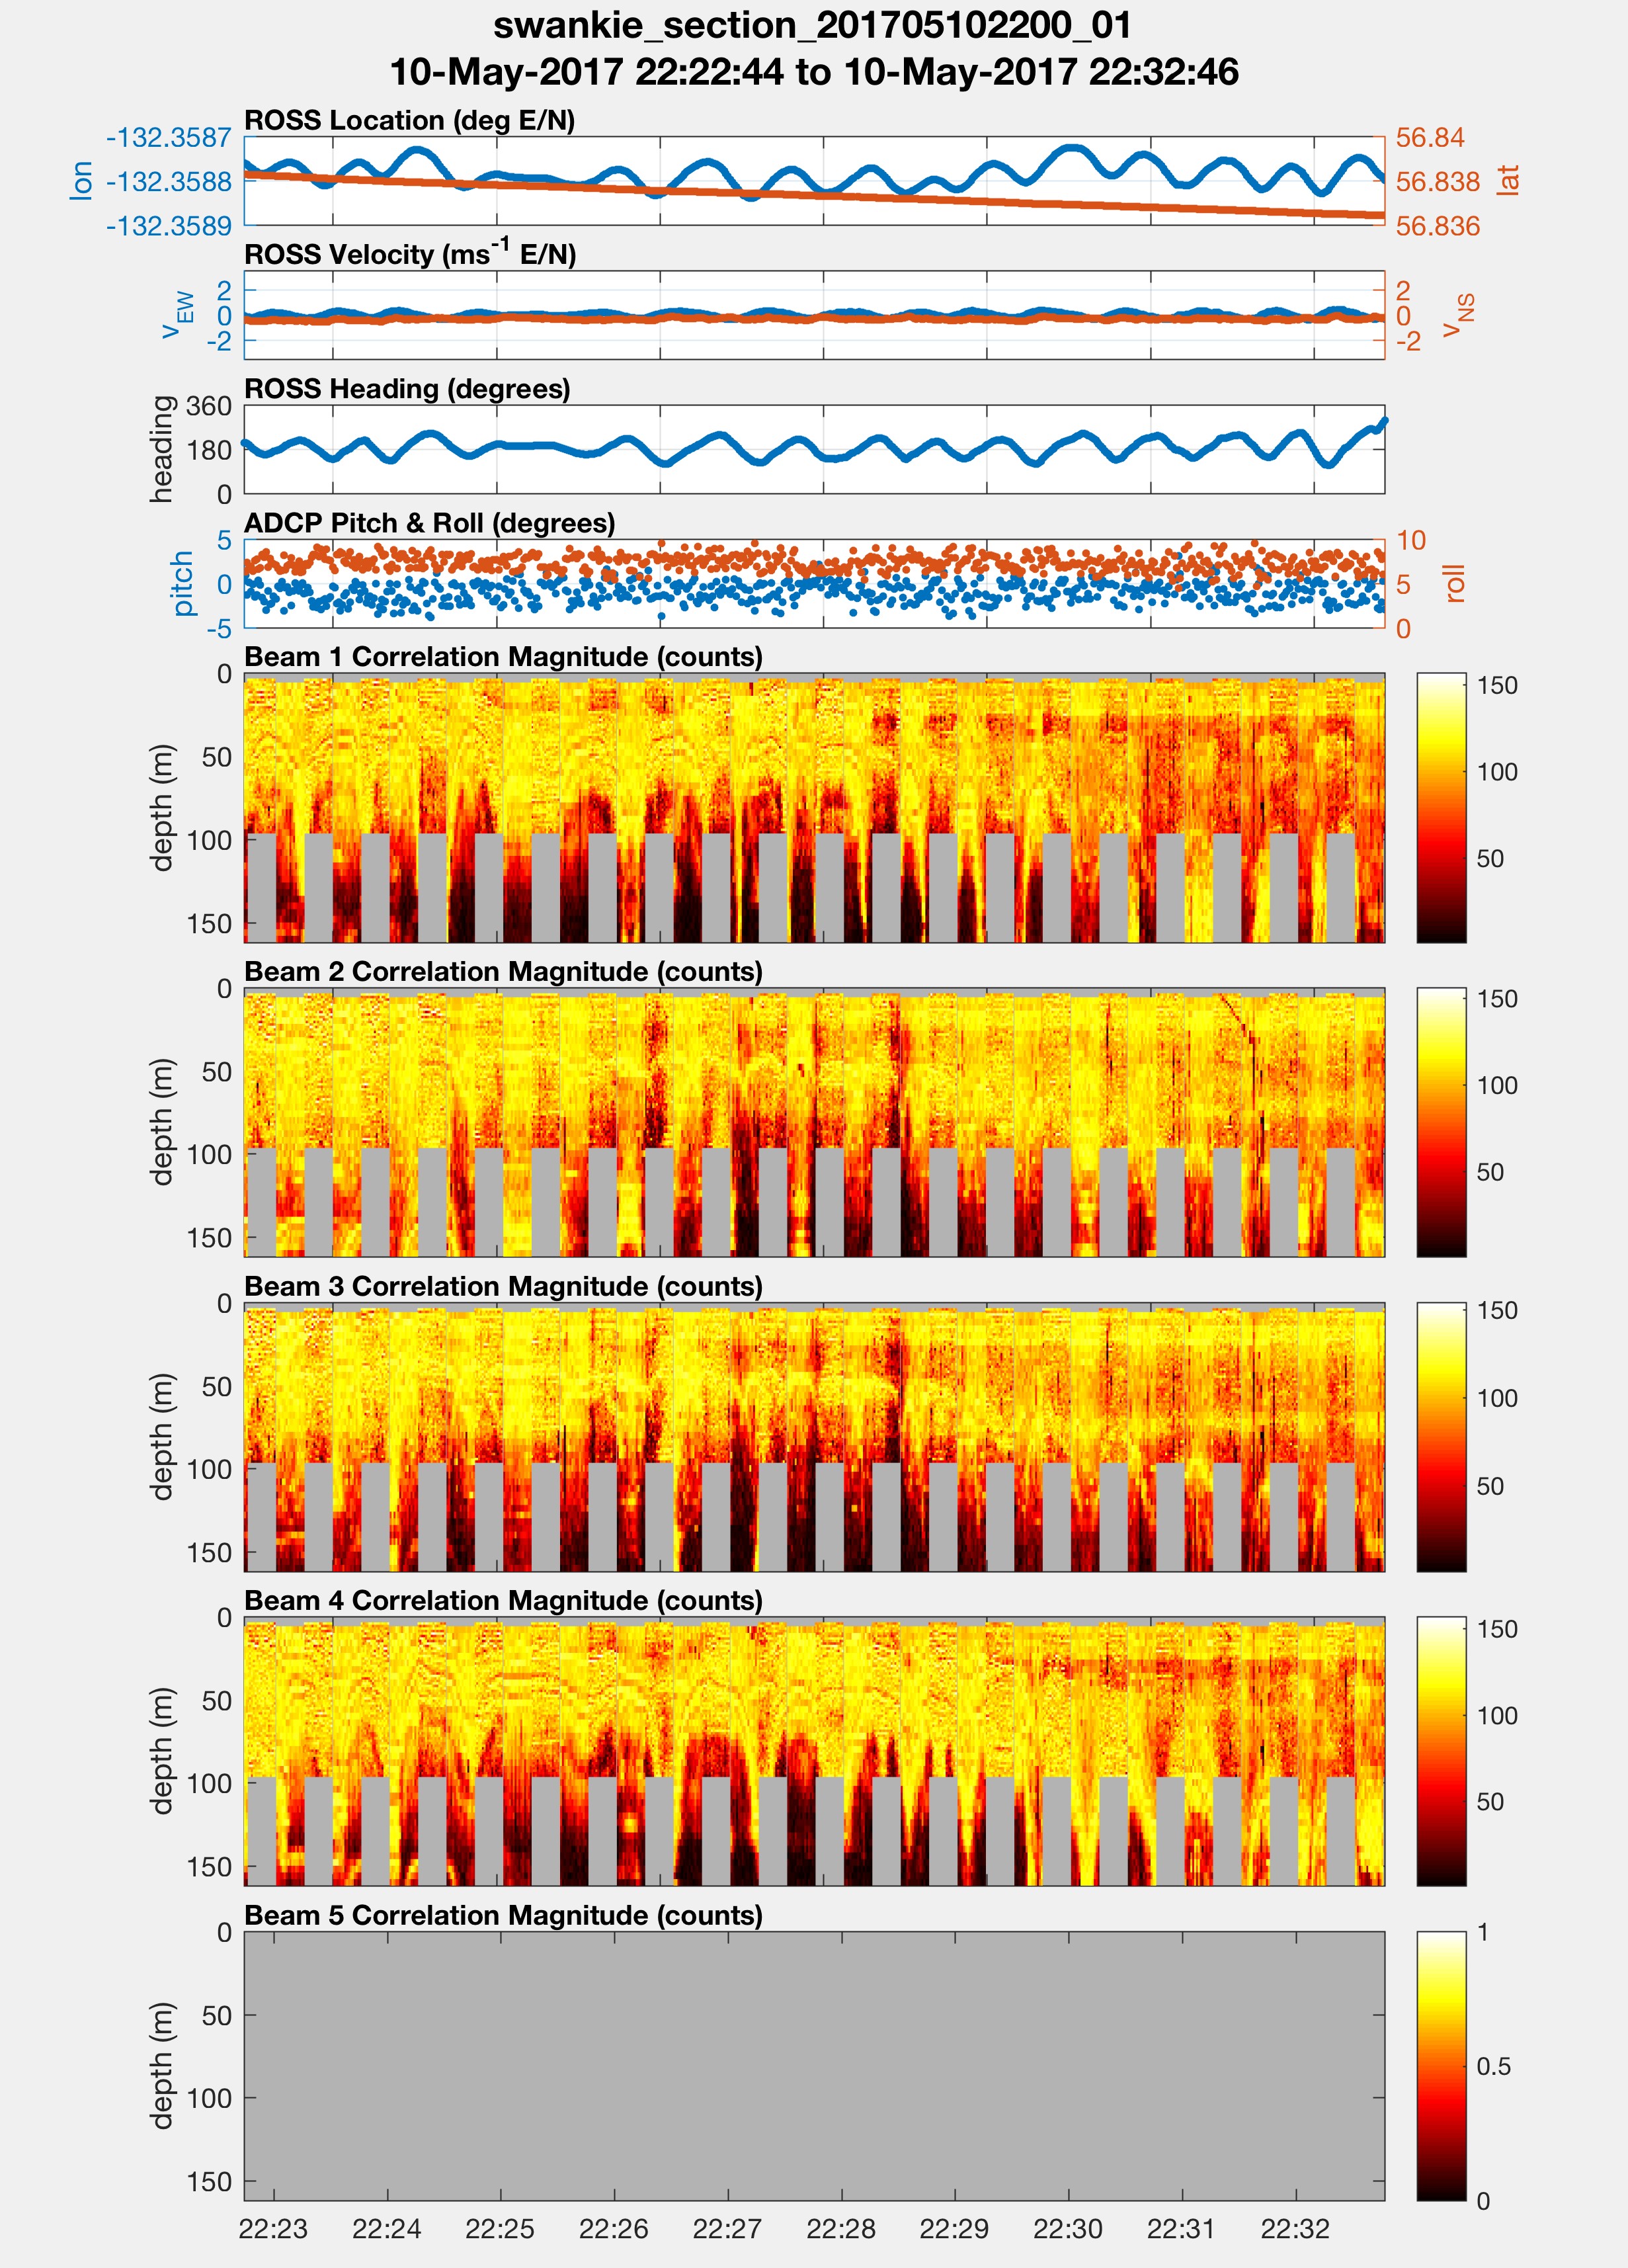 swankie_section_201705102200_01
10-May-2017 22:22:44 to 10-May-2017 22:32:46
ROSS Location (deg E/N)
-132.3587
-132.3588
-132.3589
lon
56.84
56.838
56.836
lat
ROSS Velocity (ms-1 E/N)
2
0
-2
vEW
2
0
-2
vNS
ROSS Heading (degrees)
360
180
0
heading
ADCP Pitch & Roll (degrees)
5
0
-5
pitch
10
5
0
roll
Beam 1 Correlation Magnitude (counts)
0
50
100
150
depth (m)
150
100
50
Beam 2 Correlation Magnitude (counts)
0
50
100
150
depth (m)
150
100
50
Beam 3 Correlation Magnitude (counts)
0
50
100
150
depth (m)
150
100
50
Beam 4 Correlation Magnitude (counts)
0
50
100
150
depth (m)
150
100
50
Beam 5 Correlation Magnitude (counts)
0
50
100
150
depth (m)
1
0.5
0
22:23 22:24 22:25 22:26 22:27 22:28 22:29 22:30 22:31 22:32